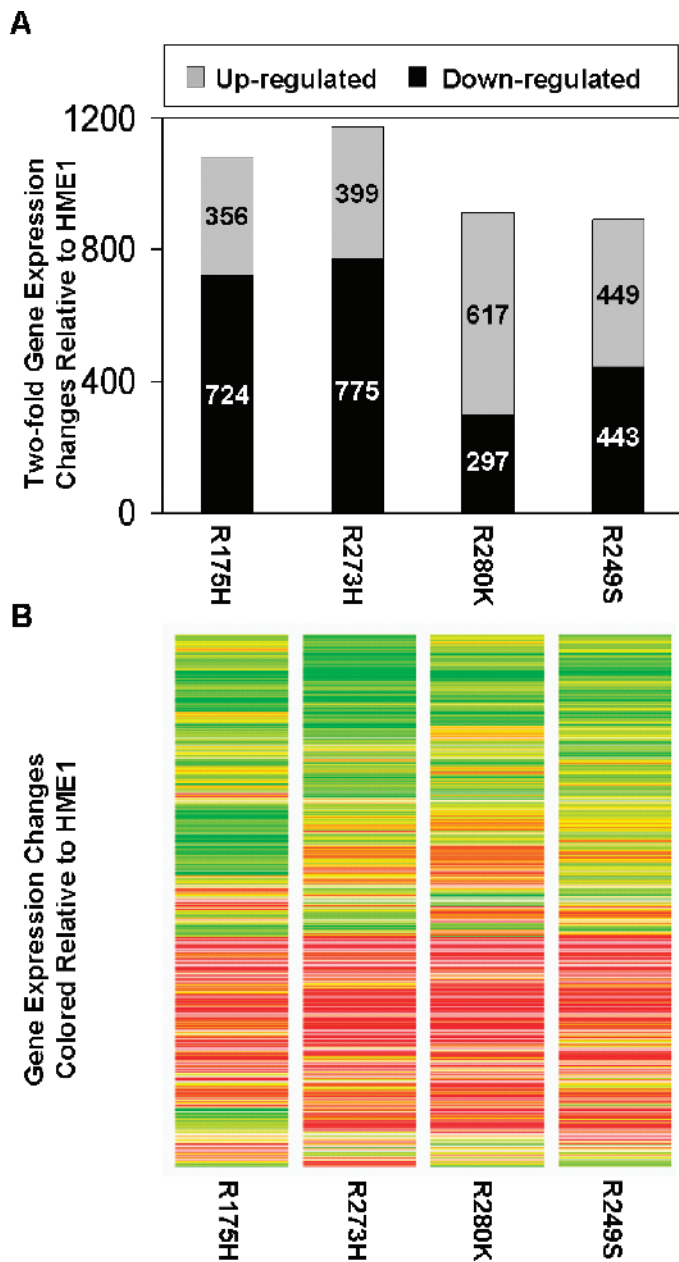 A
Up-regulated Down-regulated
Two-fold Gene Expression
Changes Relative to HME1
1200
800
400
0
356
724
399
775
617
297
449
443
R175H
R273H
R280K
R249S
B
Gene Expression Changes
Colored Relative to HME1
R175H
R273H
R280K
R249S